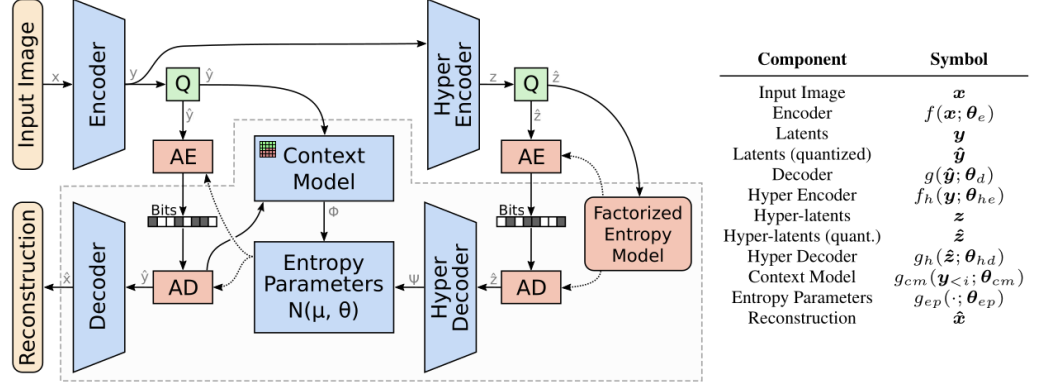 Input Image
x
Encoder
y
Q
ŷ
ŷ
AE
Bits
AD
ŷ
Decoder
x̂
Reconstruction
Context
Model
Φ
Entropy
Parameters
N(μ, θ)
Ψ
Hyper
Encoder
z
Q
ẑ
ẑ
AE
Bits
AD
ẑ
Hyper
Decoder
Factorized
Entropy
Model
Component Symbol
Input Image x
Encoder f(x; θe)
Latents y
Latents (quantized) ŷ
Decoder g(ŷ; θd)
Hyper Encoder fh(y; θhe)
Hyper-latents z
Hyper-latents (quant.) ẑ
Hyper Decoder gh(ẑ; θhd)
Context Model gcm(y<i; θcm)
Entropy Parameters gep(·; θep)
Reconstruction x̂